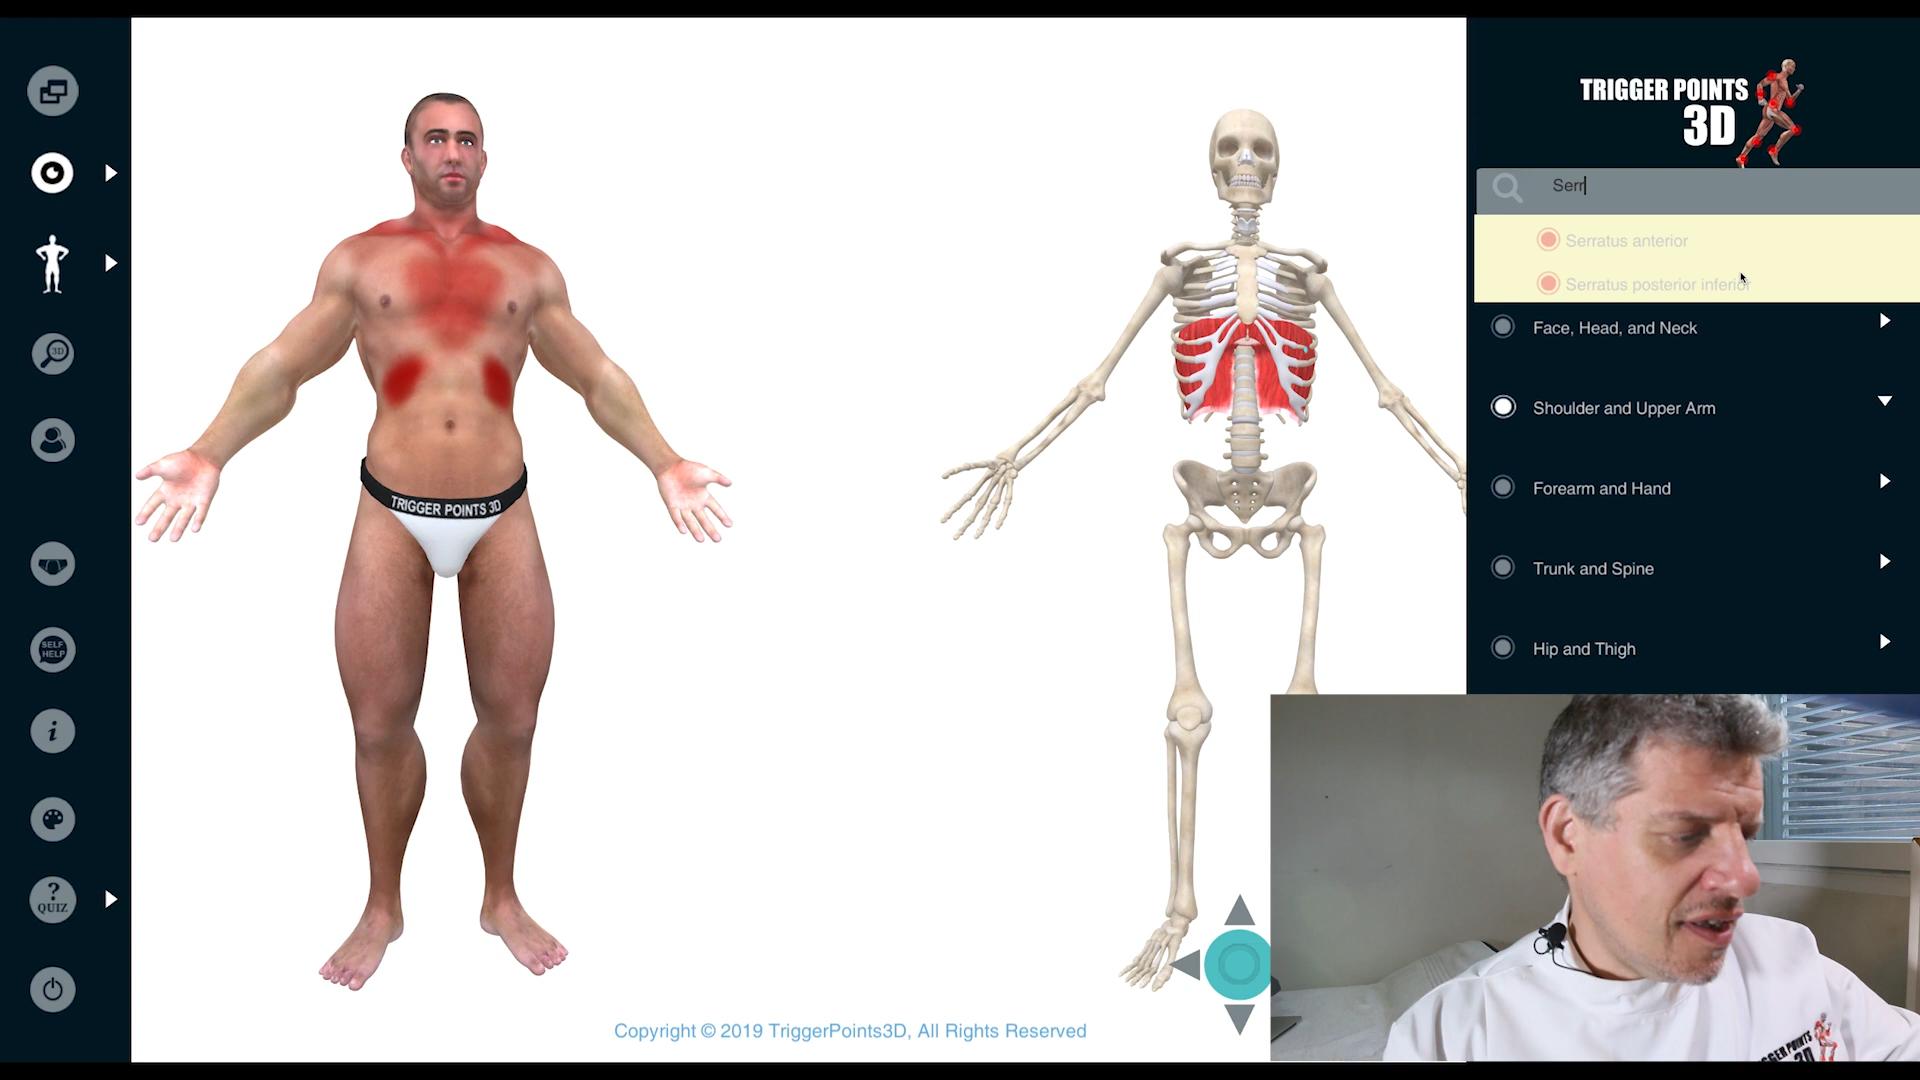 TRIGGER POINTS
3D
Serr
Serratus anterior
Serratus posterior inferior
Face, Head, and Neck
Shoulder and Upper Arm
Forearm and Hand
Trunk and Spine
Hip and Thigh
3D
SELF
HELP
i
?
QUIZ
TRIGGER POINTS 3D
Copyright © 2019 TriggerPoints3D, All Rights Reserved